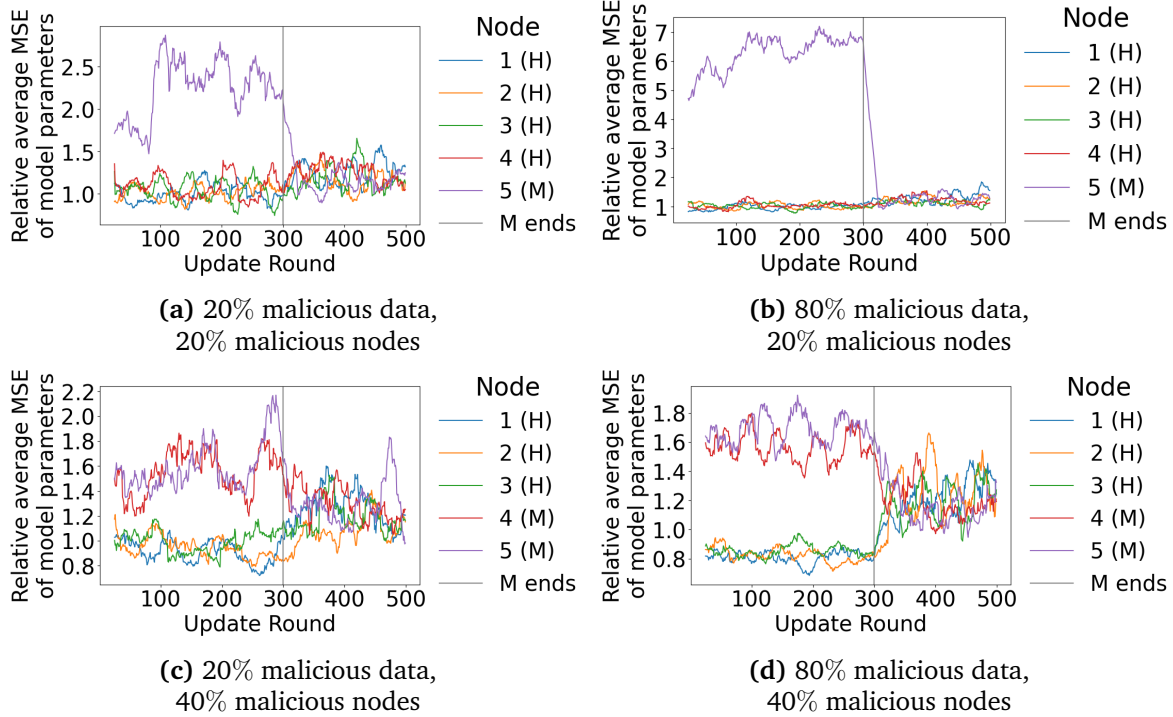 Relative average MSE
of model parameters
2.5
2.0
1.5
1.0
100 200 300 400 500
Update Round
Node
1 (H)
2 (H)
3 (H)
4 (H)
5 (M)
M ends
(a) 20% malicious data,
20% malicious nodes
Relative average MSE
of model parameters
7
6
5
4
3
2
1
100 200 300 400 500
Update Round
Node
1 (H)
2 (H)
3 (H)
4 (H)
5 (M)
M ends
(b) 80% malicious data,
20% malicious nodes
Relative average MSE
of model parameters
2.2
2.0
1.8
1.6
1.4
1.2
1.0
0.8
100 200 300 400 500
Update Round
Node
1 (H)
2 (H)
3 (H)
4 (M)
5 (M)
M ends
(c) 20% malicious data,
40% malicious nodes
Relative average MSE
of model parameters
1.8
1.6
1.4
1.2
1.0
0.8
100 200 300 400 500
Update Round
Node
1 (H)
2 (H)
3 (H)
4 (M)
5 (M)
M ends
(d) 80% malicious data,
40% malicious nodes